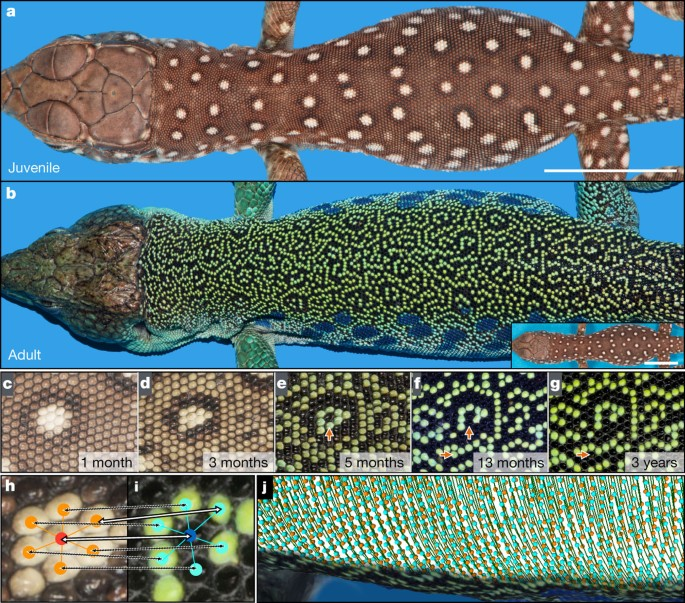 a
Juvenile
b
Adult
c
1 month
d
3 months
e
5 months
f
13 months
g
3 years
h
i
j